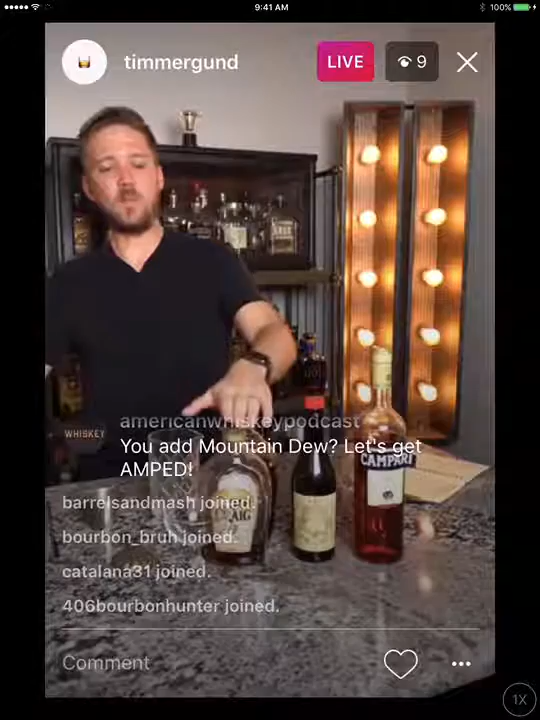 9:41 AM
100%
timmergund
LIVE
9
americanwhiskeypodcast
WHISKEY
You add Mountain Dew? Let's get
AMPED!
CAMPARI
AIG
barrelsandmash joined.
bourbon_bruh joined.
catalana31 joined.
406bourbonhunter joined.
Comment
1X